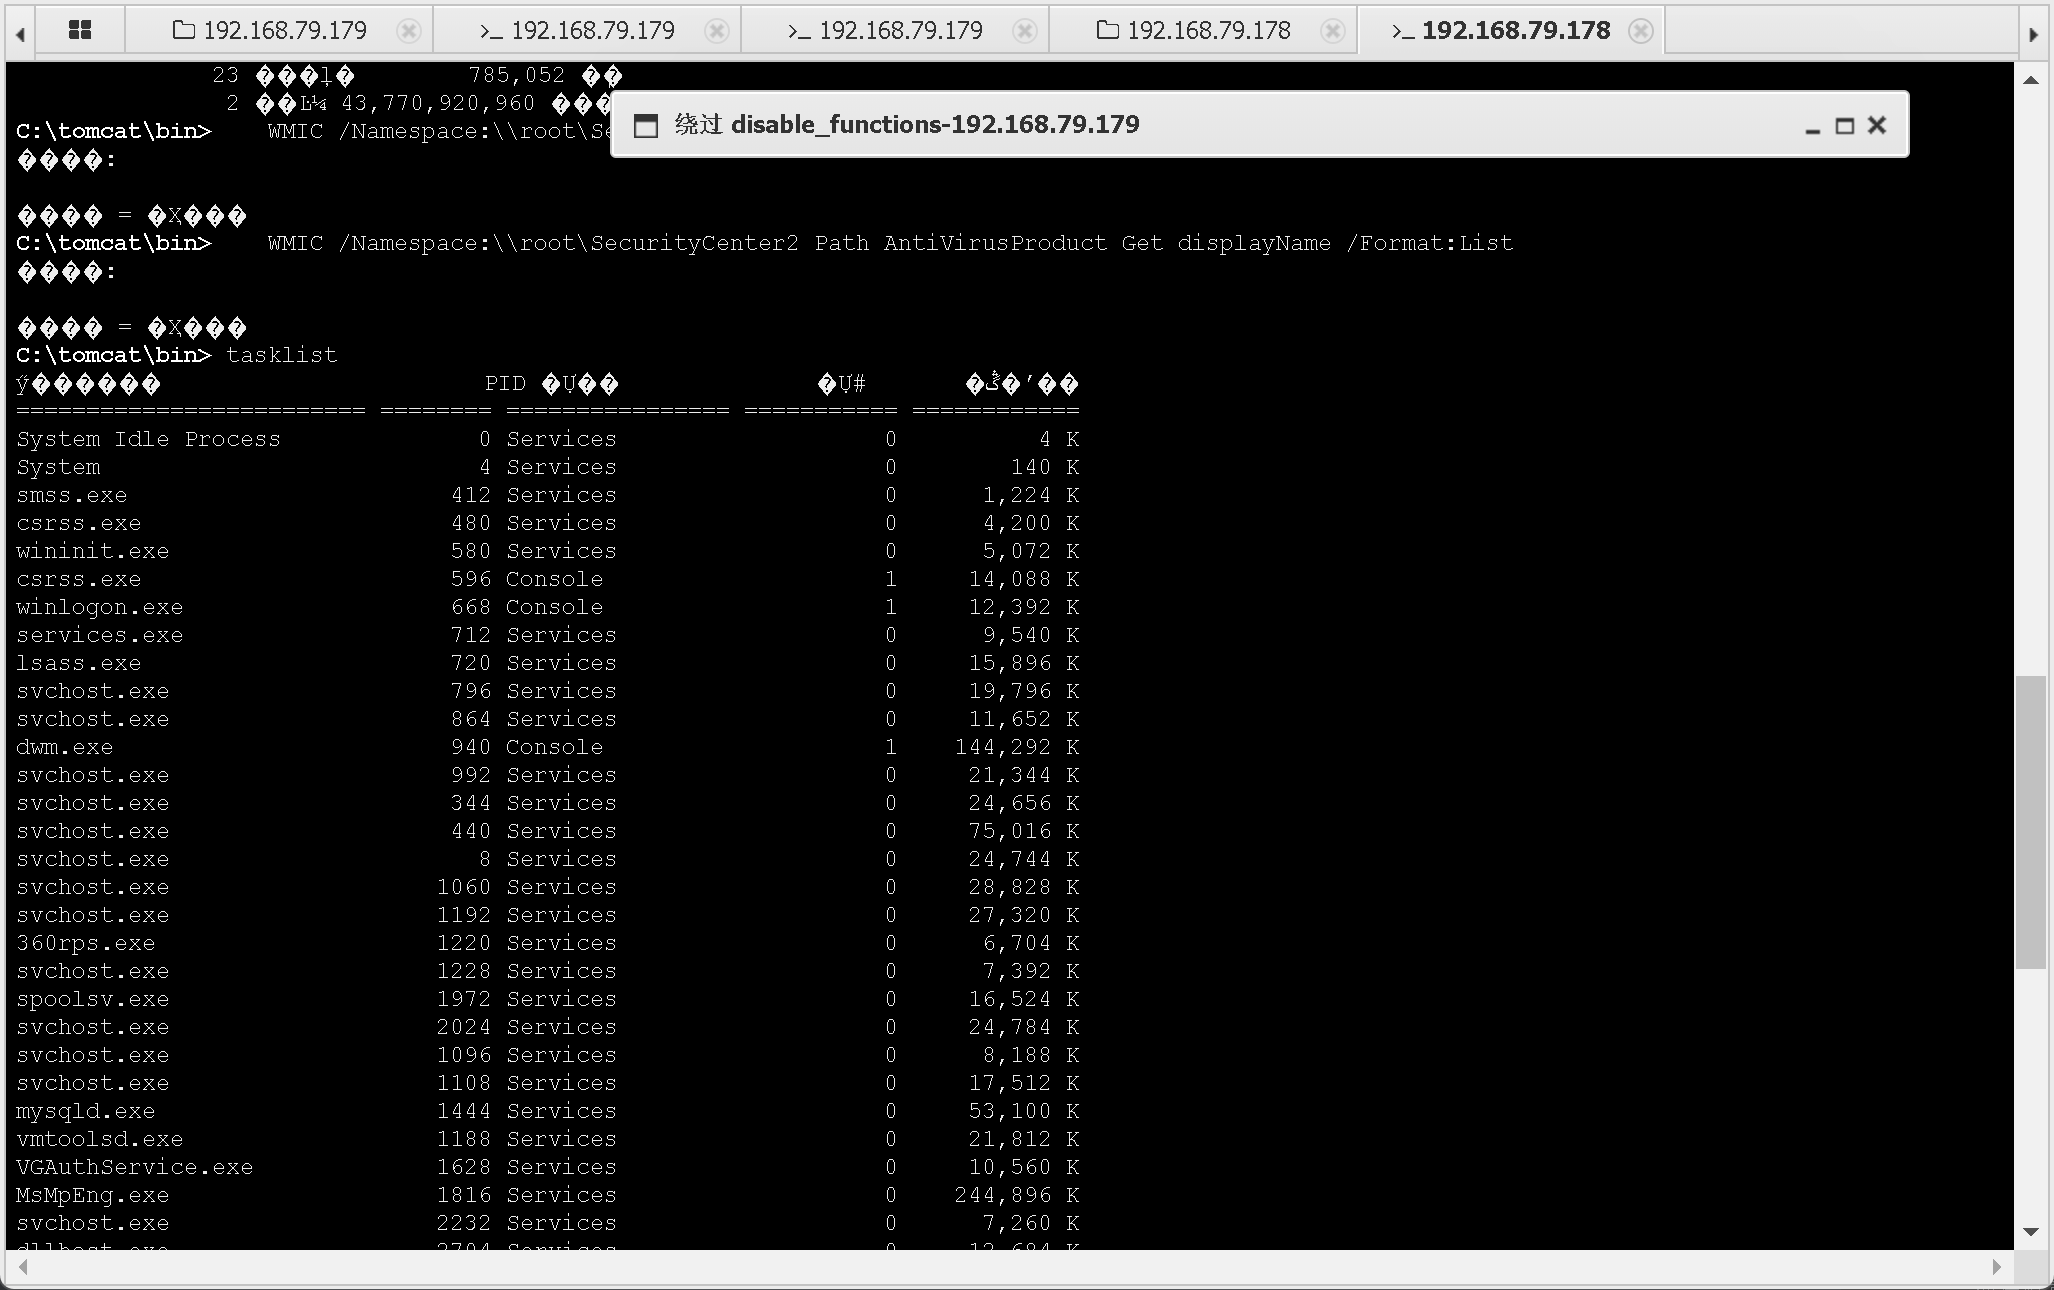 192.168.79.179 >_ 192.168.79.179 >_ 192.168.79.179 192.168.79.178 >_ 192.168.79.178
23 ���ļ� 785,052 ��
2 ��Ŀ¼ 43,770,920,960 ���
绕过 disable_functions-192.168.79.179
C:\tomcat\bin> WMIC /Namespace:\\root\Se
����:
���� = �Ҳ���
C:\tomcat\bin> WMIC /Namespace:\\root\SecurityCenter2 Path AntiVirusProduct Get displayName /Format:List
����:
���� = �Ҳ���
C:\tomcat\bin> tasklist
ӳ������ PID �Ự�� �Ự# �ڴ�ʹ��
========================= ======== ================ =========== ============
System Idle Process 0 Services 0 4 K
System 4 Services 0 140 K
smss.exe 412 Services 0 1,224 K
csrss.exe 480 Services 0 4,200 K
wininit.exe 580 Services 0 5,072 K
csrss.exe 596 Console 1 14,088 K
winlogon.exe 668 Console 1 12,392 K
services.exe 712 Services 0 9,540 K
lsass.exe 720 Services 0 15,896 K
svchost.exe 796 Services 0 19,796 K
svchost.exe 864 Services 0 11,652 K
dwm.exe 940 Console 1 144,292 K
svchost.exe 992 Services 0 21,344 K
svchost.exe 344 Services 0 24,656 K
svchost.exe 440 Services 0 75,016 K
svchost.exe 8 Services 0 24,744 K
svchost.exe 1060 Services 0 28,828 K
svchost.exe 1192 Services 0 27,320 K
360rps.exe 1220 Services 0 6,704 K
svchost.exe 1228 Services 0 7,392 K
spoolsv.exe 1972 Services 0 16,524 K
svchost.exe 2024 Services 0 24,784 K
svchost.exe 1096 Services 0 8,188 K
svchost.exe 1108 Services 0 17,512 K
mysqld.exe 1444 Services 0 53,100 K
vmtoolsd.exe 1188 Services 0 21,812 K
VGAuthService.exe 1628 Services 0 10,560 K
MsMpEng.exe 1816 Services 0 244,896 K
svchost.exe 2232 Services 0 7,260 K
dllhost.exe 2704 Services 0 12,684 K